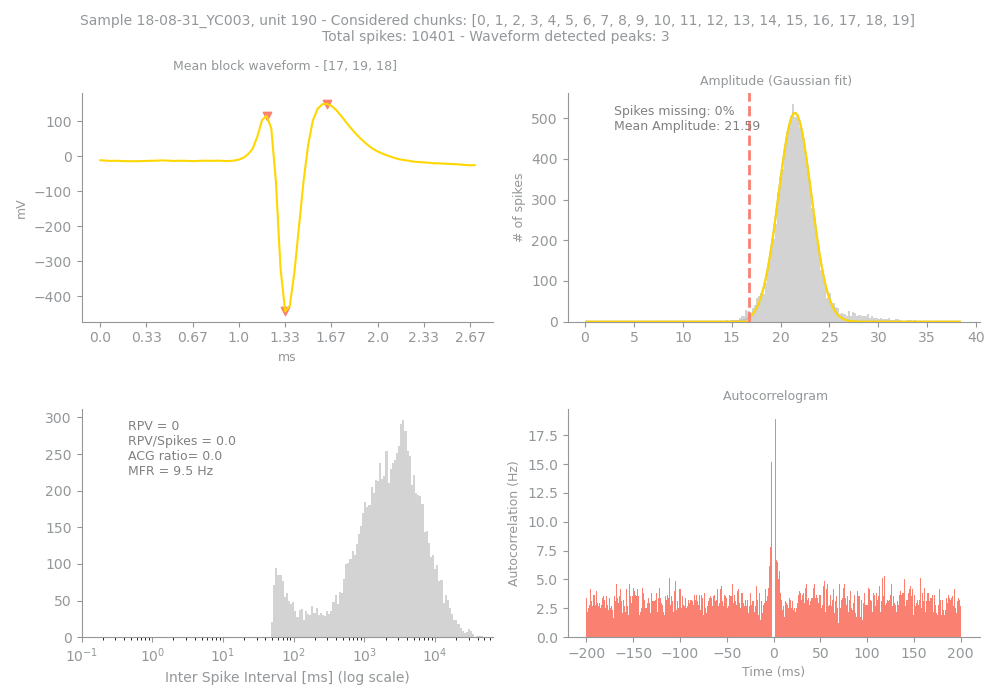 Sample 18-08-31_YC003, unit 190 - Considered chunks: [0, 1, 2, 3, 4, 5, 6, 7, 8, 9, 10, 11, 12, 13, 14, 15, 16, 17, 18, 19]
Total spikes: 10401 - Waveform detected peaks: 3
Mean block waveform - [17, 19, 18]
100
0
−100
−200
−300
−400
mV
0.0 0.33 0.67 1.0 1.33 1.67 2.0 2.33 2.67
ms
Amplitude (Gaussian fit)
Spikes missing: 0%
Mean Amplitude: 21.59
500
400
300
200
100
0
# of spikes
0 5 10 15 20 25 30 35 40
RPV = 0
RPV/Spikes = 0.0
ACG ratio= 0.0
MFR = 9.5 Hz
300
250
200
150
100
50
0
10⁻¹ 10⁰ 10¹ 10² 10³ 10⁴
Inter Spike Interval [ms] (log scale)
Autocorrelogram
17.5
15.0
12.5
10.0
7.5
5.0
2.5
0.0
Autocorrelation (Hz)
−200 −150 −100 −50 0 50 100 150 200
Time (ms)